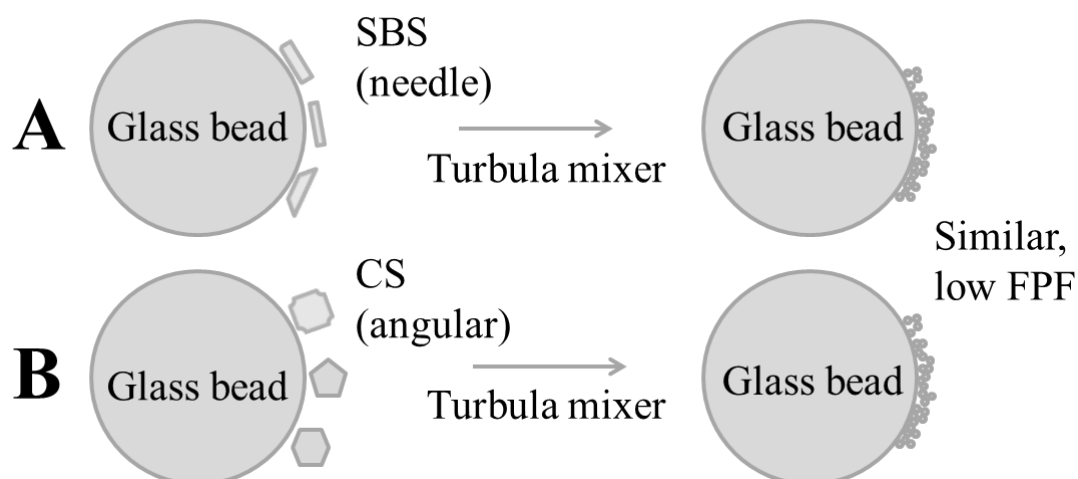 A
Glass bead
SBS
(needle)
Turbula mixer
Glass bead
B
Glass bead
CS
(angular)
Turbula mixer
Glass bead
Similar,
low FPF